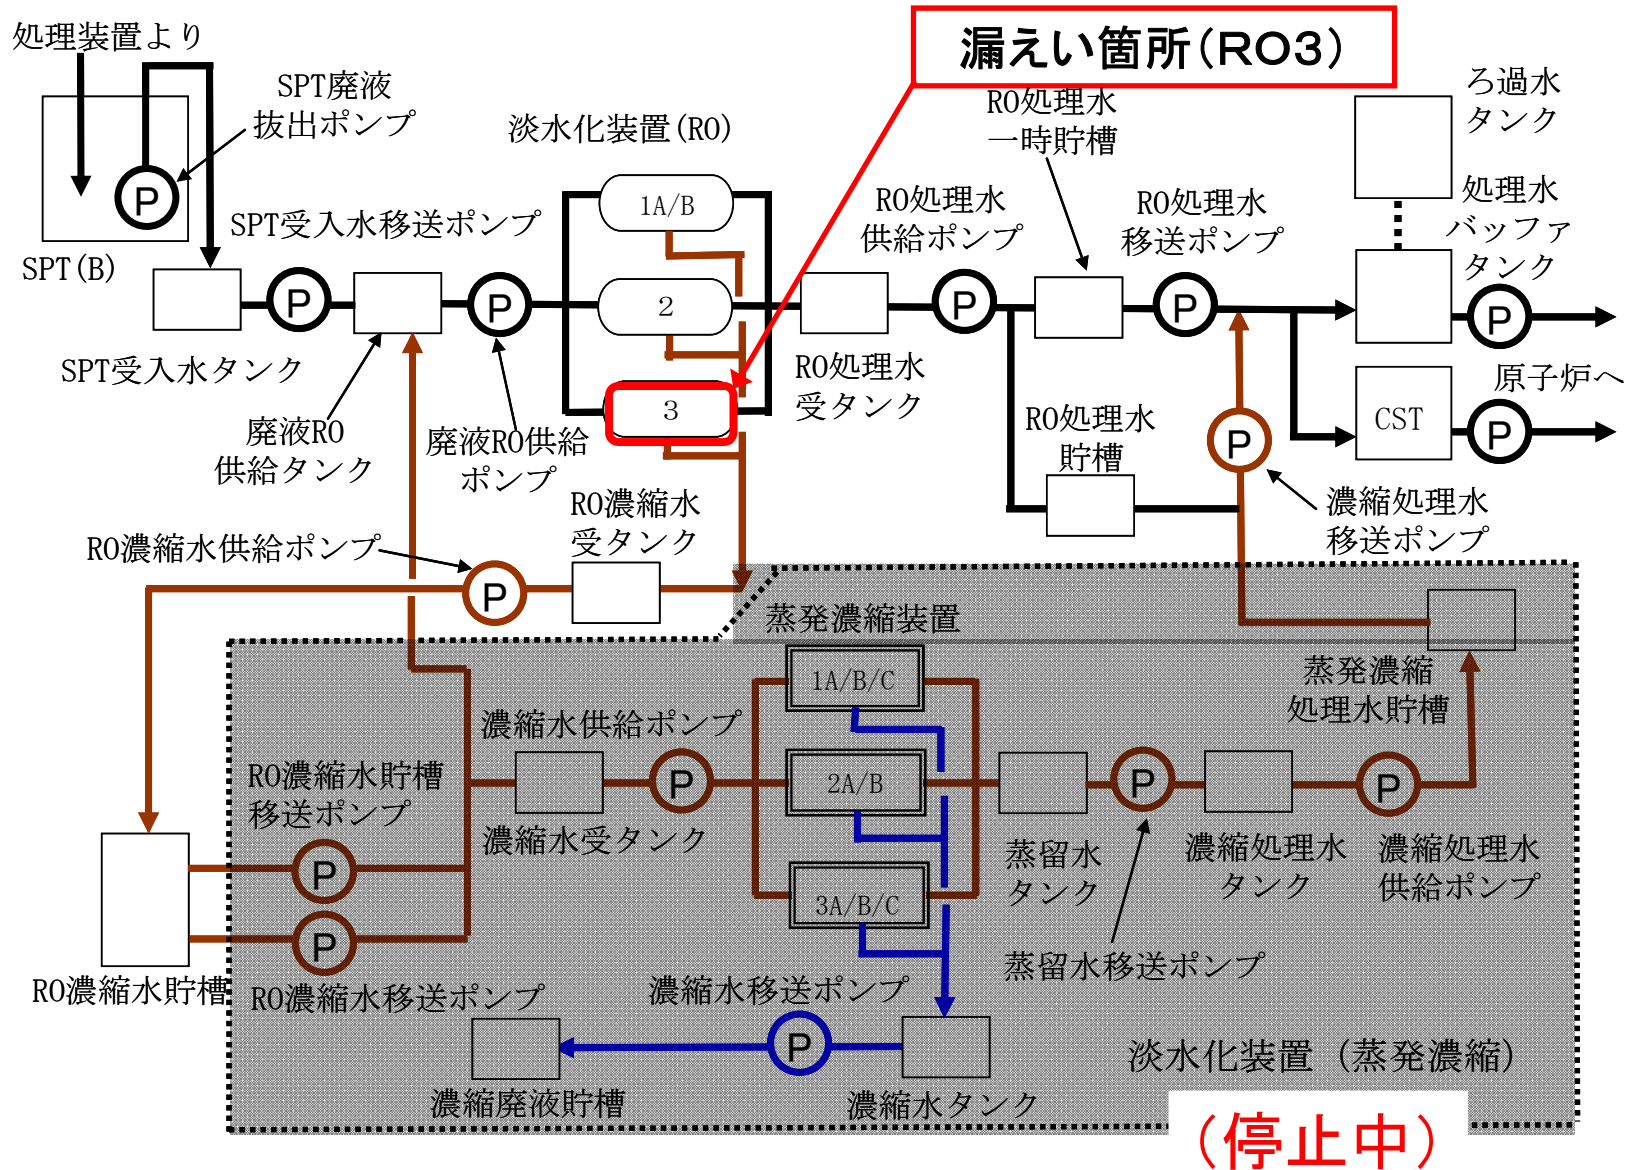 処理装置より
漏えい箇所(RO3)
SPT廃液
抜出ポンプ
P
SPT(B)
淡水化装置(RO)
RO処理水
一時貯槽
ろ過水
タンク
SPT受入水移送ポンプ
1A/B
RO処理水
供給ポンプ
RO処理水
移送ポンプ
処理水
バッファ
タンク
P
P
2
P
P
P
SPT受入水タンク
廃液RO
供給タンク
廃液RO供給
ポンプ
3
RO処理水
受タンク
RO処理水
貯槽
P
CST
P
原子炉へ
RO濃縮水
受タンク
濃縮処理水
移送ポンプ
RO濃縮水供給ポンプ
P
蒸発濃縮装置
1A/B/C
蒸発濃縮
処理水貯槽
濃縮水供給ポンプ
RO濃縮水貯槽
移送ポンプ
P
2A/B
P
P
濃縮水受タンク
蒸留水
タンク
濃縮処理水
タンク
濃縮処理水
供給ポンプ
P
3A/B/C
P
蒸留水移送ポンプ
RO濃縮水貯槽
RO濃縮水移送ポンプ
濃縮水移送ポンプ
P
淡水化装置(蒸発濃縮)
濃縮廃液貯槽
濃縮水タンク
(停止中)